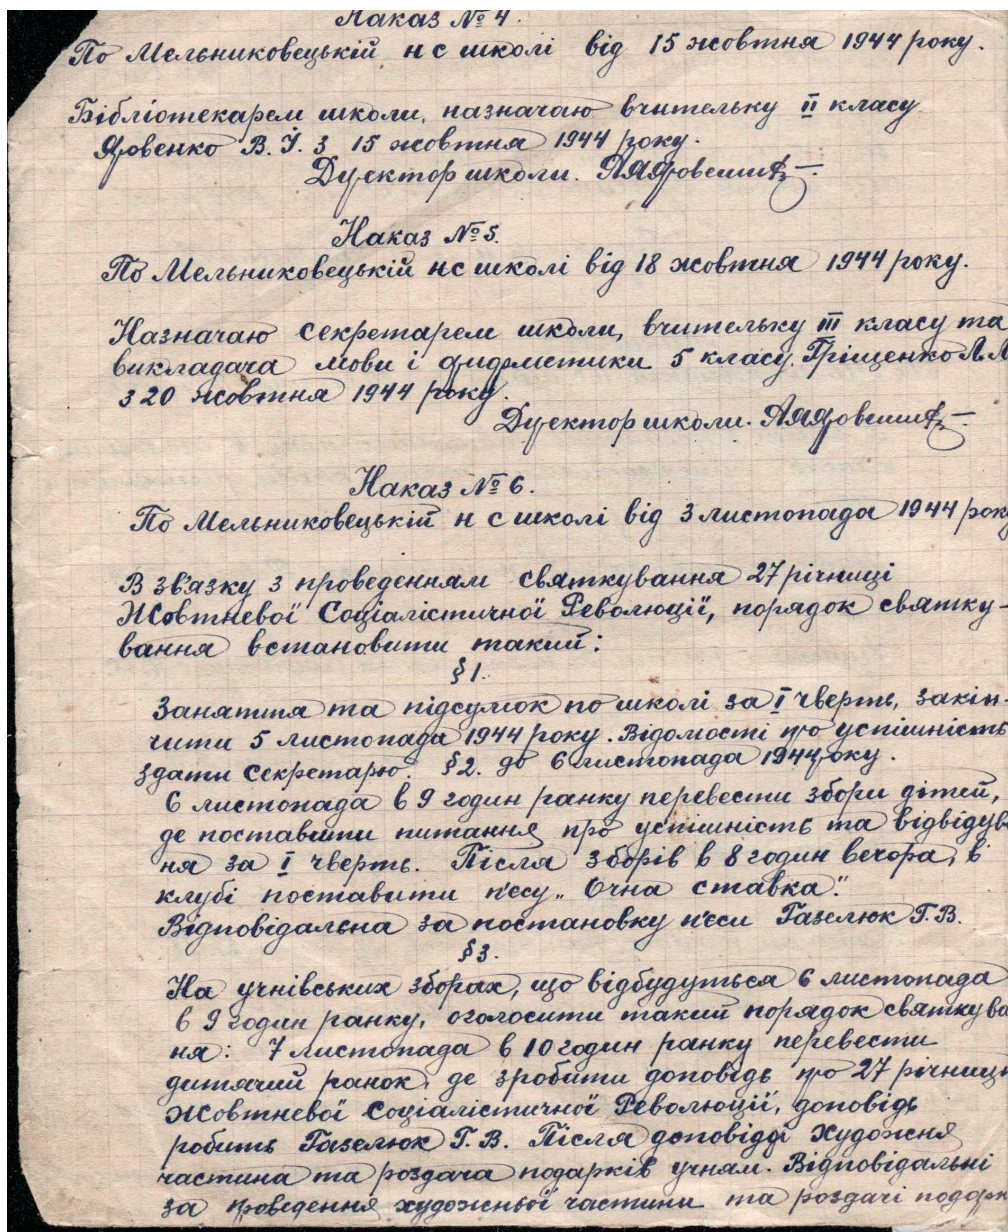 Наказ № 4.
По Мельниковецькій н с школі від 15 жовтня 1944 року.
Бібліотекарем школи, назначаю вчительку II класу
Яровенко В. Й. з 15 жовтня 1944 року.
Директор школи.
Наказ № 5.
По Мельниковецькій нс школі від 18 жовтня 1944 року.
Назначаю секретарем школи, вчительку III класу та
викладача мови і 5 класу. Гріщенко Л. Л
з 20 жовтня 1944 року.
Директор школи.
Наказ № 6.
По Мельниковецькій н с школі від 3 листопада 1944 рок
В зв'язку з проведенням святкування 27 річниці
Жовтневої Соціалістичної Революції, порядок святку-
вання встановити такий:
§ 1.
Заняття та підсумок по школі за I чверть, закін-
чити 5 листопада 1944 року. Відомості про успішність
здати секретарю. § 2. до 6 листопада 1944 року.
6 листопада в 9 годин ранку перевести збори дітей,
де поставити питання про успішність та відвідув
ня за I чверть. Після зборів в 8 годин вечора, в
клубі поставити п'єсу „Очна ставка".
Відповідальна за постановку п'єси Газелюк Г. В.
§ 3.
На учнівських зборах, що відбудуться 6 листопада
в 9 годин ранку, оголосити такий порядок святкува
ня: 7 листопада в 10 годин ранку перевести
дитячий ранок, де зробити доповідь про 27 річниц
Жовтневої Соціалістичної Революції, доповідь
робить Газелюк Г. В. Після доповідді художня
частина та роздача подарків учням. Відповідальні
за проведення художньої частини та роздачі подарк